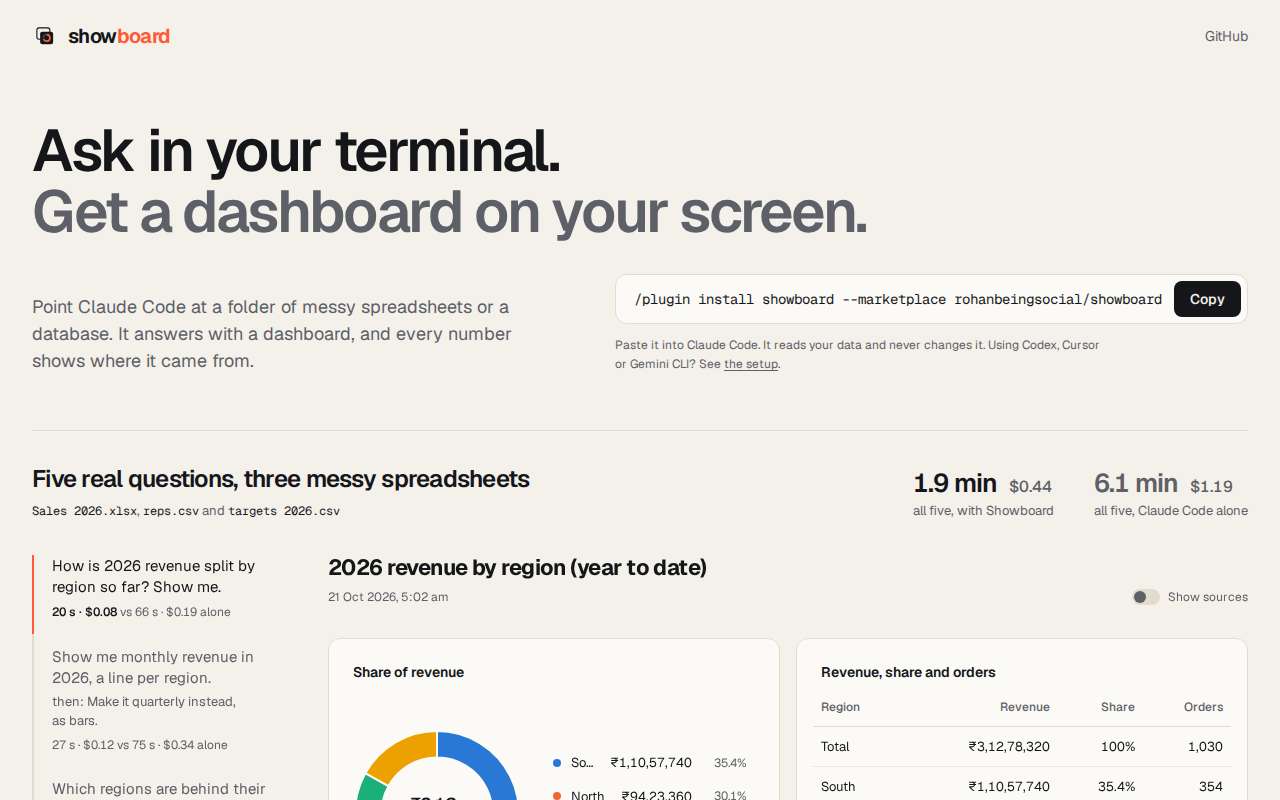 showboard
GitHub
Ask in your terminal.
Get a dashboard on your screen.
Point Claude Code at a folder of messy spreadsheets or a
database. It answers with a dashboard, and every number
shows where it came from.
/plugin install showboard --marketplace rohanbeingsocial/showboard
Copy
Paste it into Claude Code. It reads your data and never changes it. Using Codex, Cursor
or Gemini CLI? See the setup.
Five real questions, three messy spreadsheets
Sales 2026.xlsx, reps.csv and targets 2026.csv
1.9 min $0.44
all five, with Showboard
6.1 min $1.19
all five, Claude Code alone
How is 2026 revenue split by
region so far? Show me.
20 s · $0.08 vs 66 s · $0.19 alone
Show me monthly revenue in
2026, a line per region.
then: Make it quarterly instead,
as bars.
27 s · $0.12 vs 75 s · $0.34 alone
Which regions are behind their
2026 revenue by region (year to date)
21 Oct 2026, 5:02 am
Show sources
Share of revenue
So... ₹1,10,57,740 35.4%
North ₹94,23,360 30.1%
Revenue, share and orders
Region Revenue Share Orders
Total ₹3,12,78,320 100% 1,030
South ₹1,10,57,740 35.4% 354